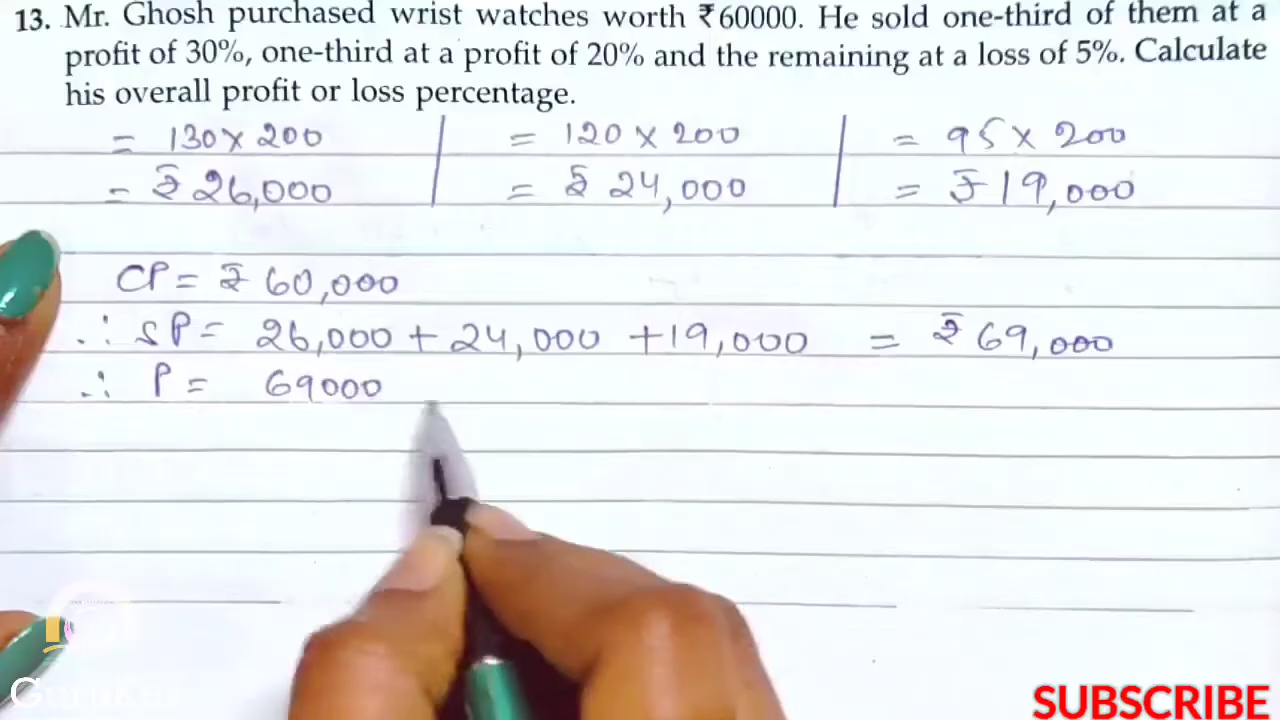 13. Mr. Ghosh purchased wrist watches worth ₹60000. He sold one-third of them at a
profit of 30%, one-third at a profit of 20% and the remaining at a loss of 5%. Calculate
his overall profit or loss percentage.
= 130 x 200 = 120 x 200 = 95 x 200
= ₹ 26,000 = ₹ 24,000 = ₹ 19,000
CP = ₹ 60,000
∴ SP = 26,000 + 24,000 + 19,000 = ₹ 69,000
∴ P = 69000
SUBSCRIBE